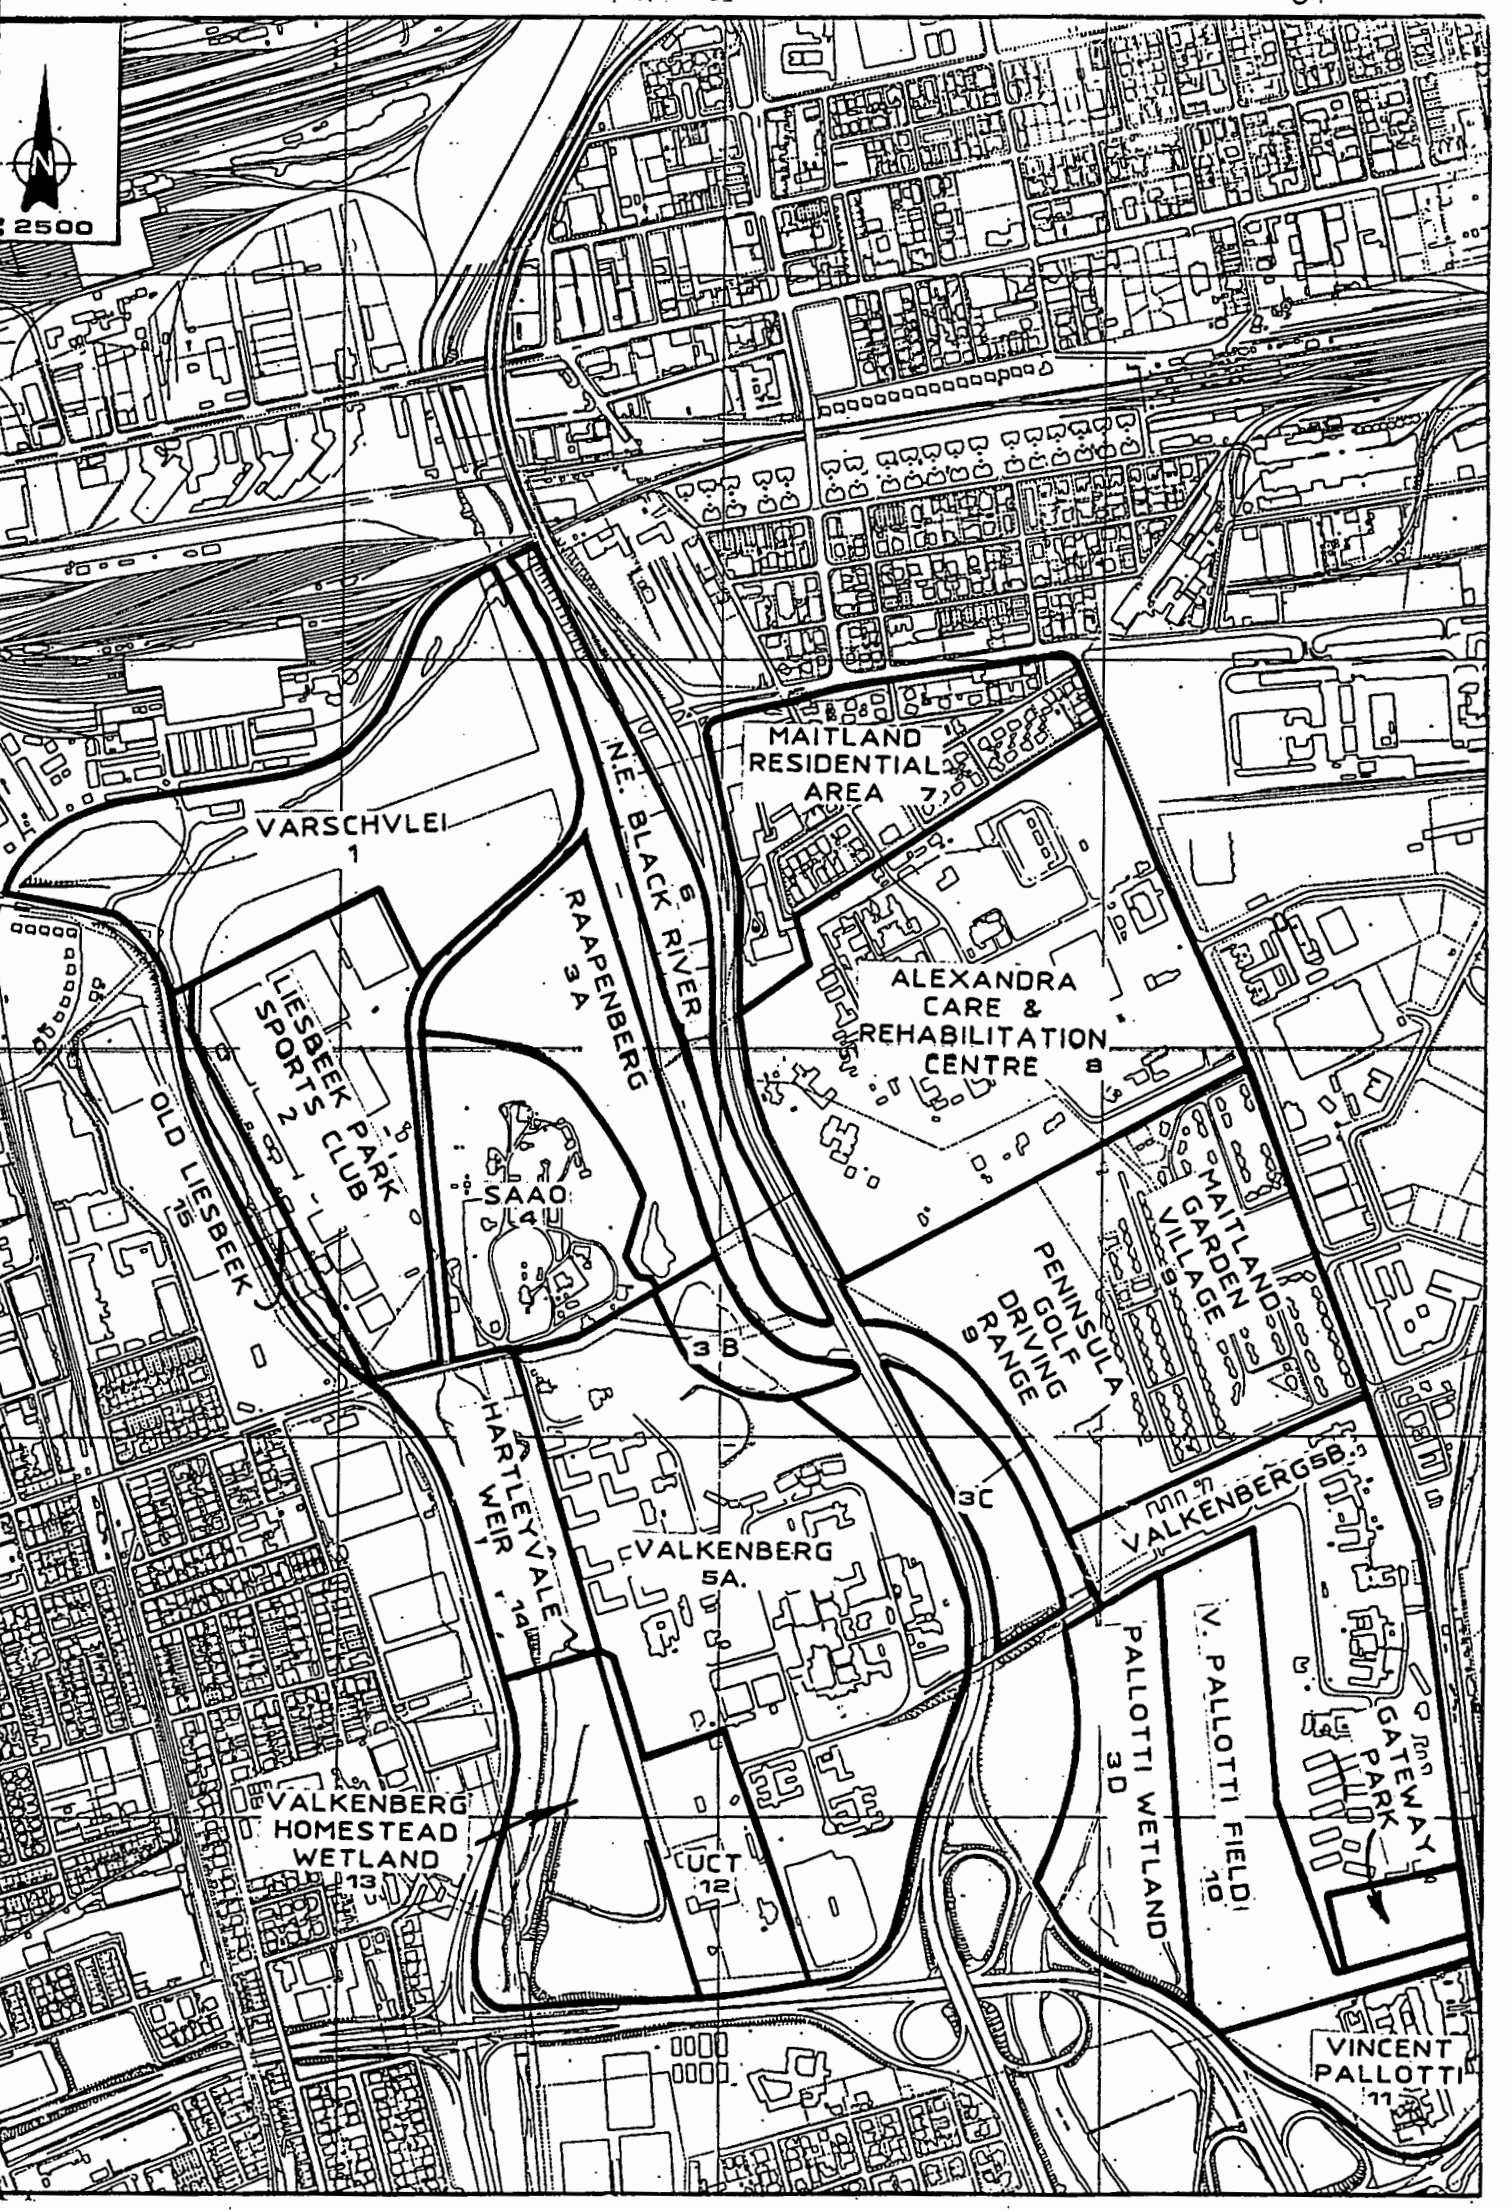 N
: 2500
MAITLAND
RESIDENTIAL
AREA 7
VARSCHVLEI
1
N.E. BLACK RIVER
6
RAAPENBERG
3A
ALEXANDRA
CARE &
REHABILITATION
CENTRE 8
LIESBEEK PARK
SPORTS CLUB
2
OLD LIESBEEK
15
SAAO
4
MAITLAND
GARDEN
VILLAGE
9
PENINSULA
GOLF
DRIVING
RANGE
9
3B
HARTLEYVALE
WEIR
14
3C
VALKENBERG 5B
VALKENBERG
5A.
PALLOTTI WETLAND
3D
V. PALLOTTI FIELD
10
GATEWAY
PARK
VALKENBERG
HOMESTEAD
WETLAND
13
UCT
12
VINCENT
PALLOTTI
11